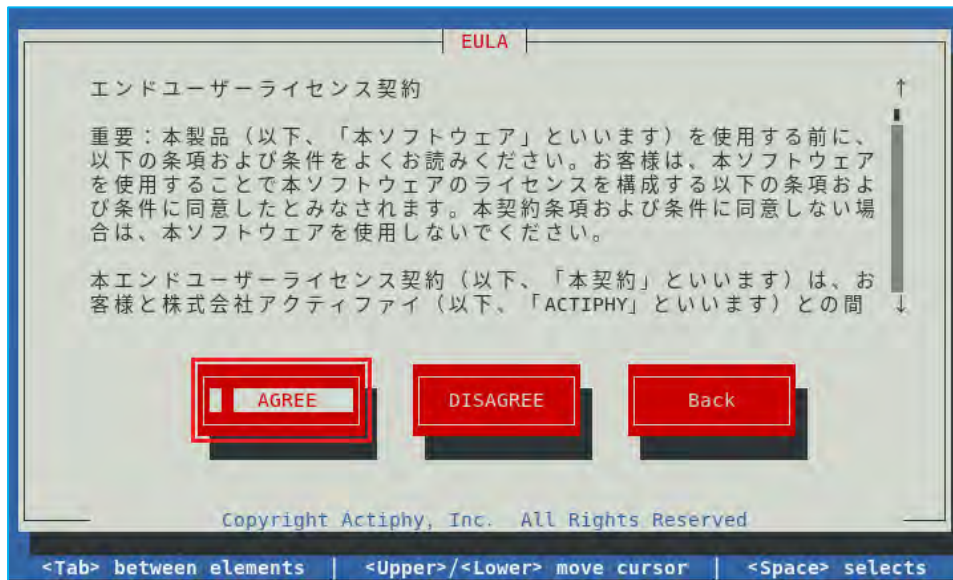 EULA
エンドユーザーライセンス契約
重要：本製品（以下、「本ソフトウェア」といいます）を使用する前に、
以下の条項および条件をよくお読みください。お客様は、本ソフトウェア
を使用することで本ソフトウェアのライセンスを構成する以下の条項およ
び条件に同意したとみなされます。本契約条項および条件に同意しない場
合は、本ソフトウェアを使用しないでください。
本エンドユーザーライセンス契約（以下、「本契約」といいます）は、お
客様と株式会社アクティファイ（以下、「ACTIPHY」といいます）との間
AGREE DISAGREE Back
Copyright Actiphy, Inc. All Rights Reserved
<Tab> between elements | <Upper>/<Lower> move cursor | <Space> selects